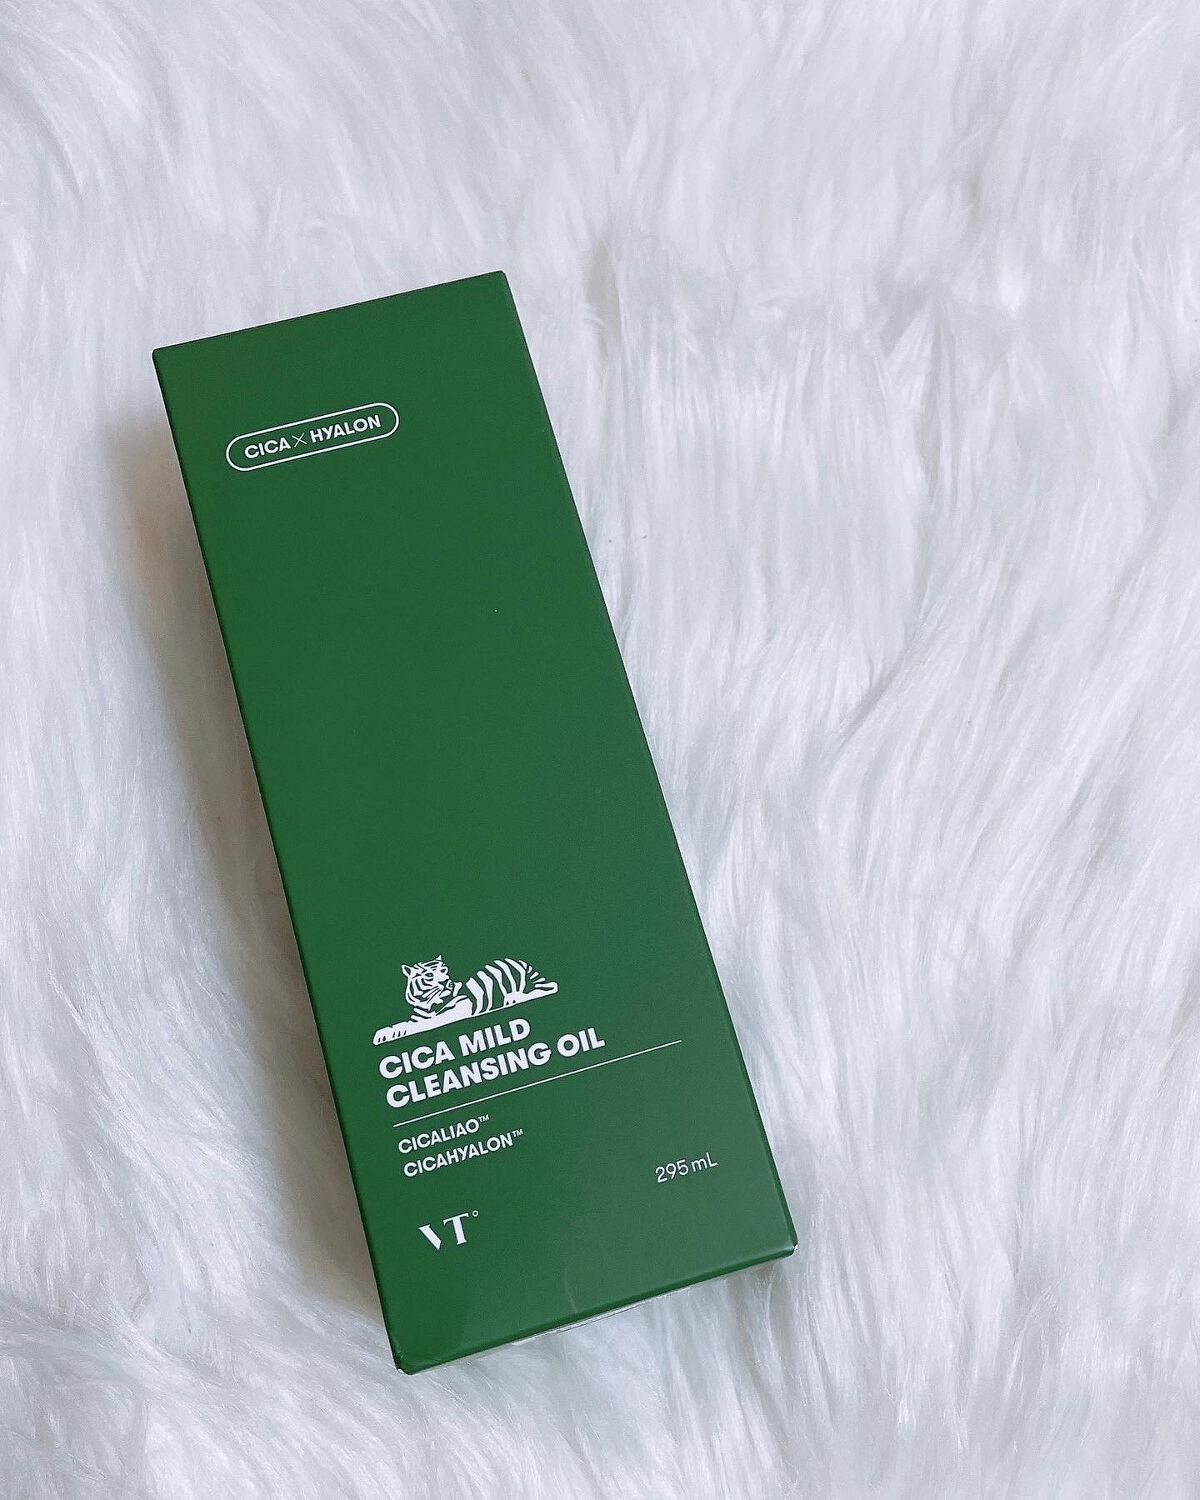 CICA × HYALON
CICA MILD
CLEANSING OIL
CICALIAO™
CICAHYALON™
295 mL
VT°